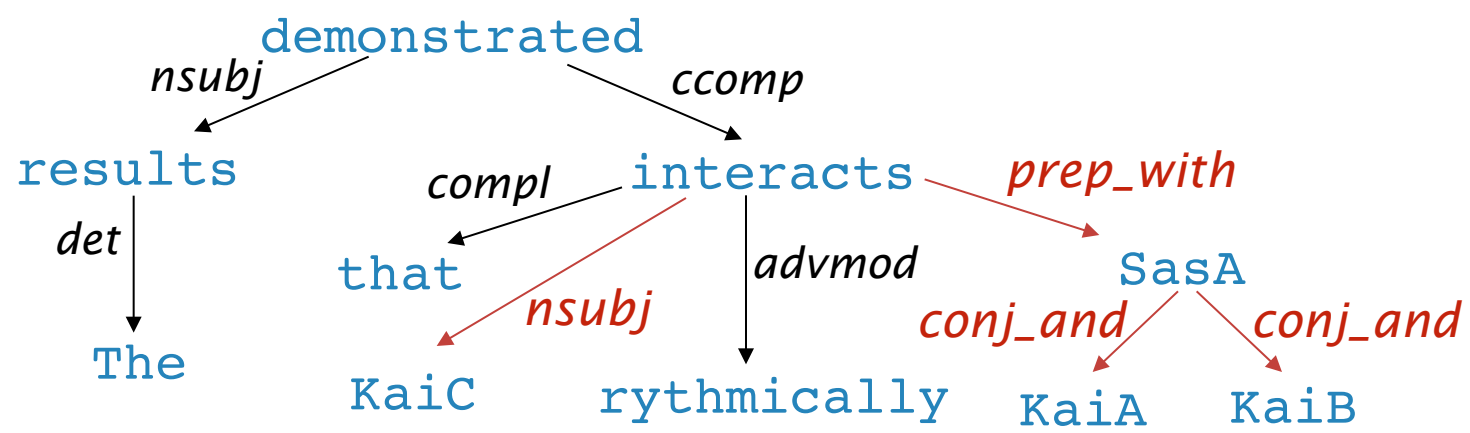 demonstrated
nsubj ccomp
results interacts prep_with
compl
det
that advmod SasA
nsubj conj_and conj_and
The KaiC rythmically KaiA KaiB